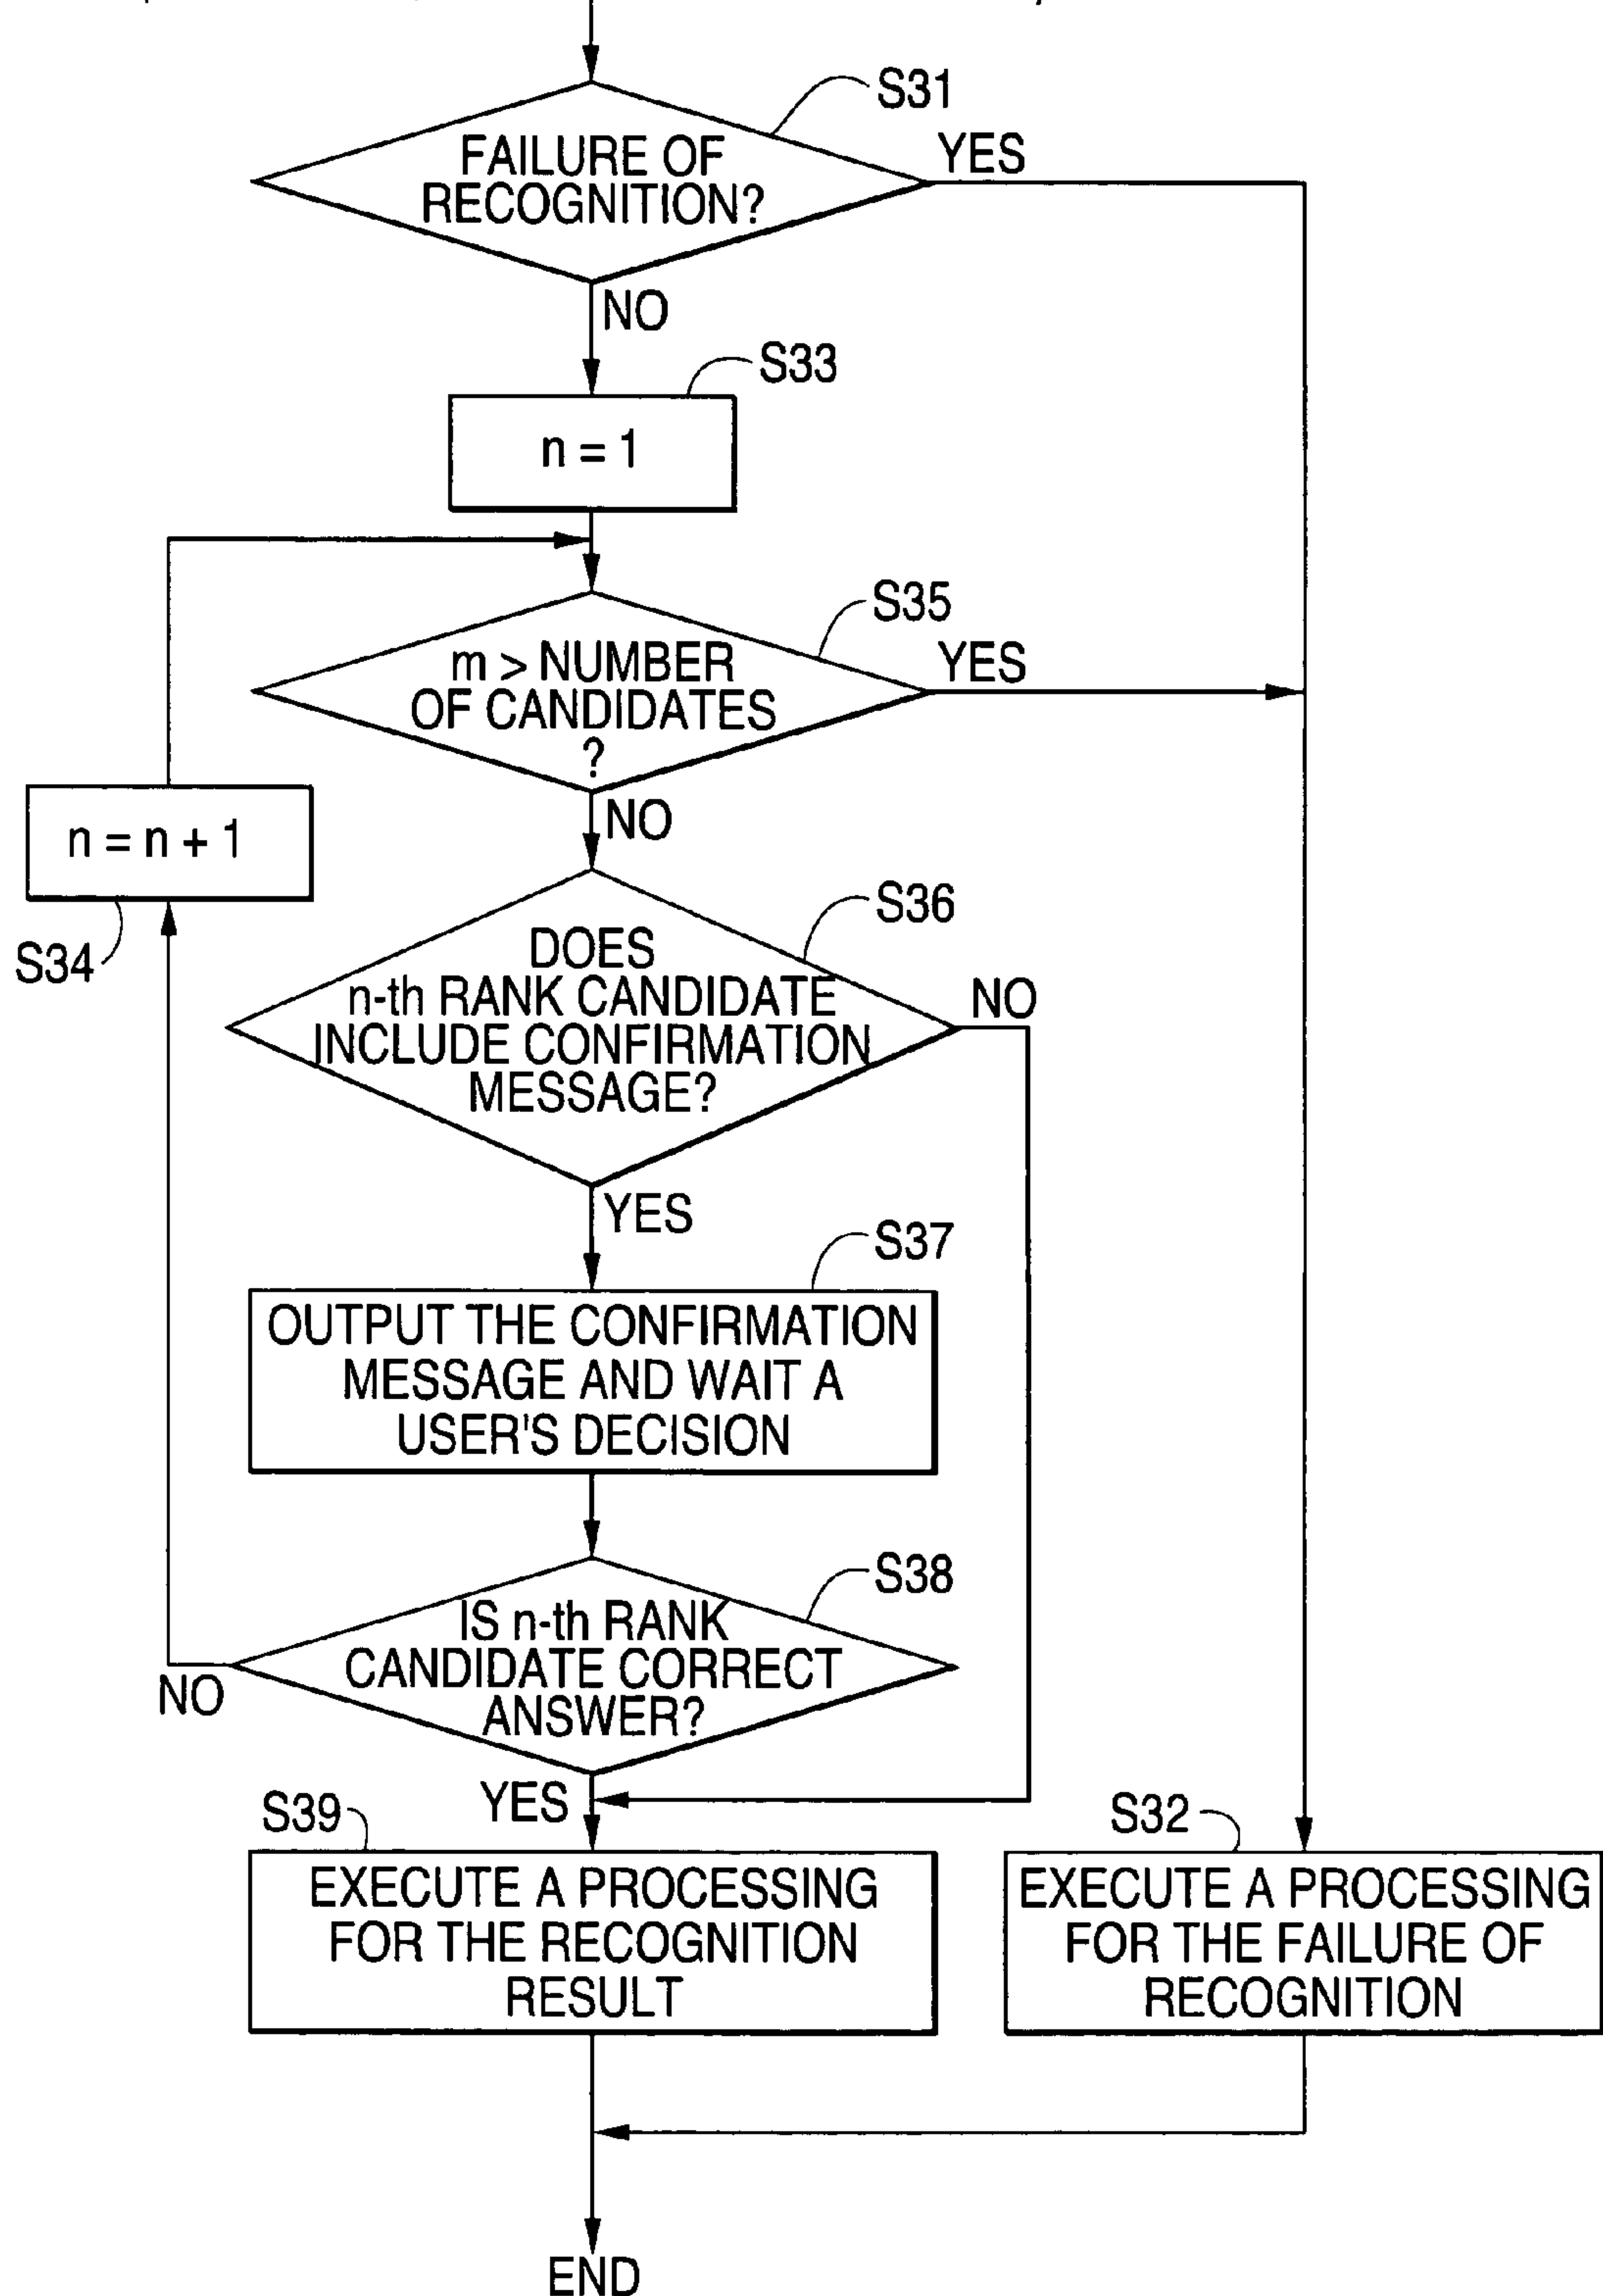 S31
FAILURE OF
RECOGNITION?
YES
NO
S33
n = 1
S35
m > NUMBER
OF CANDIDATES
?
YES
NO
n = n + 1
S34
S36
DOES
n-th RANK CANDIDATE
INCLUDE CONFIRMATION
MESSAGE?
NO
YES
S37
OUTPUT THE CONFIRMATION
MESSAGE AND WAIT A
USER'S DECISION
S38
IS n-th RANK
CANDIDATE CORRECT
ANSWER?
NO
YES
S39
EXECUTE A PROCESSING
FOR THE RECOGNITION
RESULT
S32
EXECUTE A PROCESSING
FOR THE FAILURE OF
RECOGNITION
END